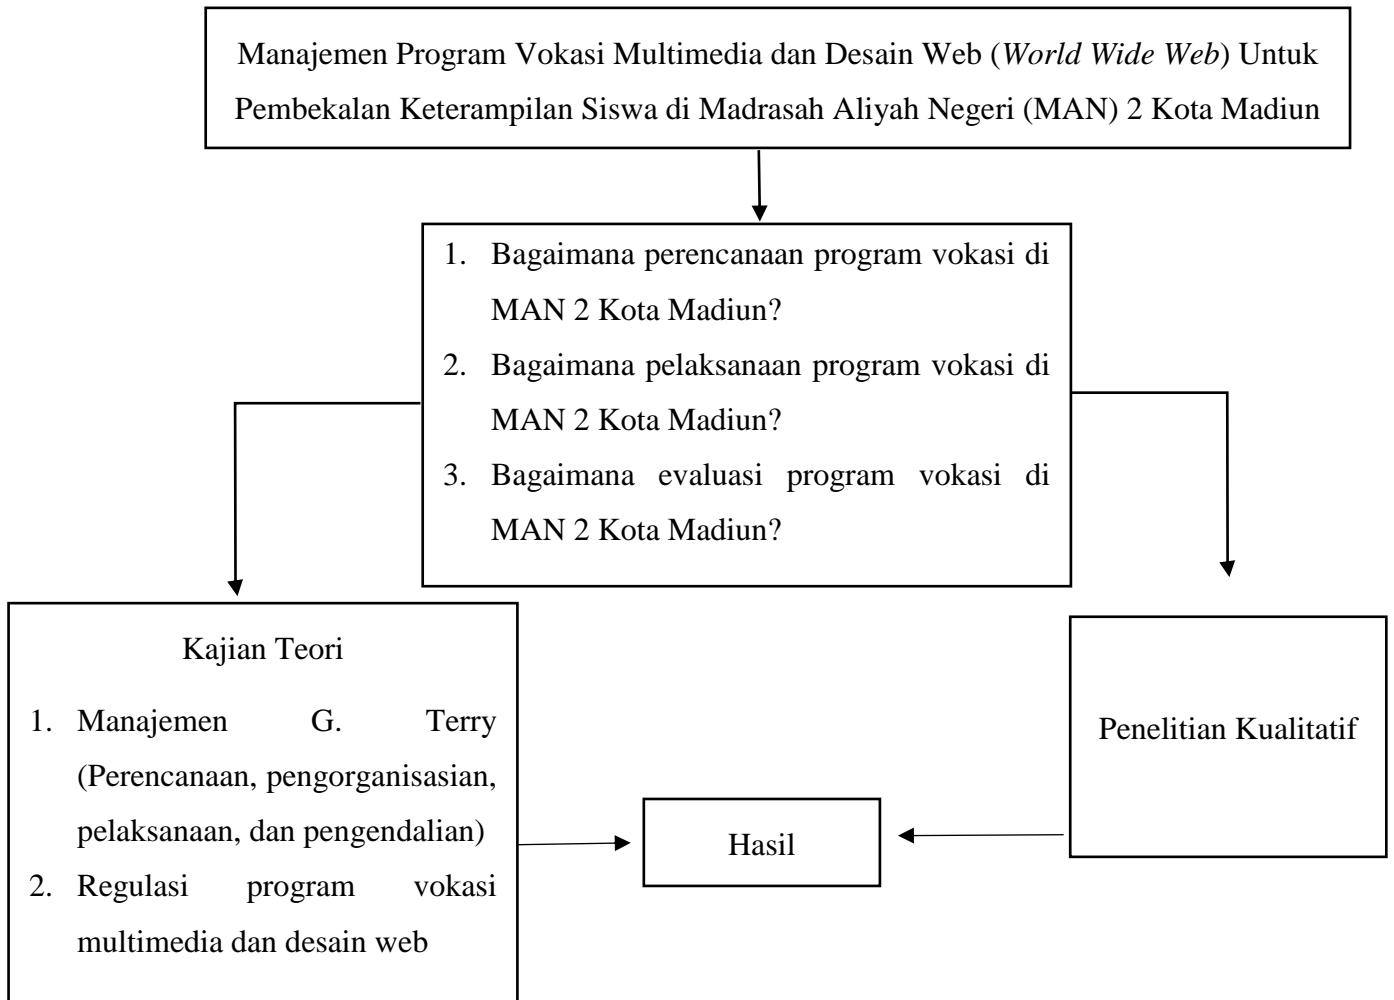 Manajemen Program Vokasi Multimedia dan Desain Web (World Wide Web) Untuk
Pembekalan Keterampilan Siswa di Madrasah Aliyah Negeri (MAN) 2 Kota Madiun
1. Bagaimana perencanaan program vokasi di
MAN 2 Kota Madiun?
2. Bagaimana pelaksanaan program vokasi di
MAN 2 Kota Madiun?
3. Bagaimana evaluasi program vokasi di
MAN 2 Kota Madiun?
Kajian Teori
1. Manajemen G. Terry
(Perencanaan, pengorganisasian,
pelaksanaan, dan pengendalian)
2. Regulasi program vokasi
multimedia dan desain web
Penelitian Kualitatif
Hasil